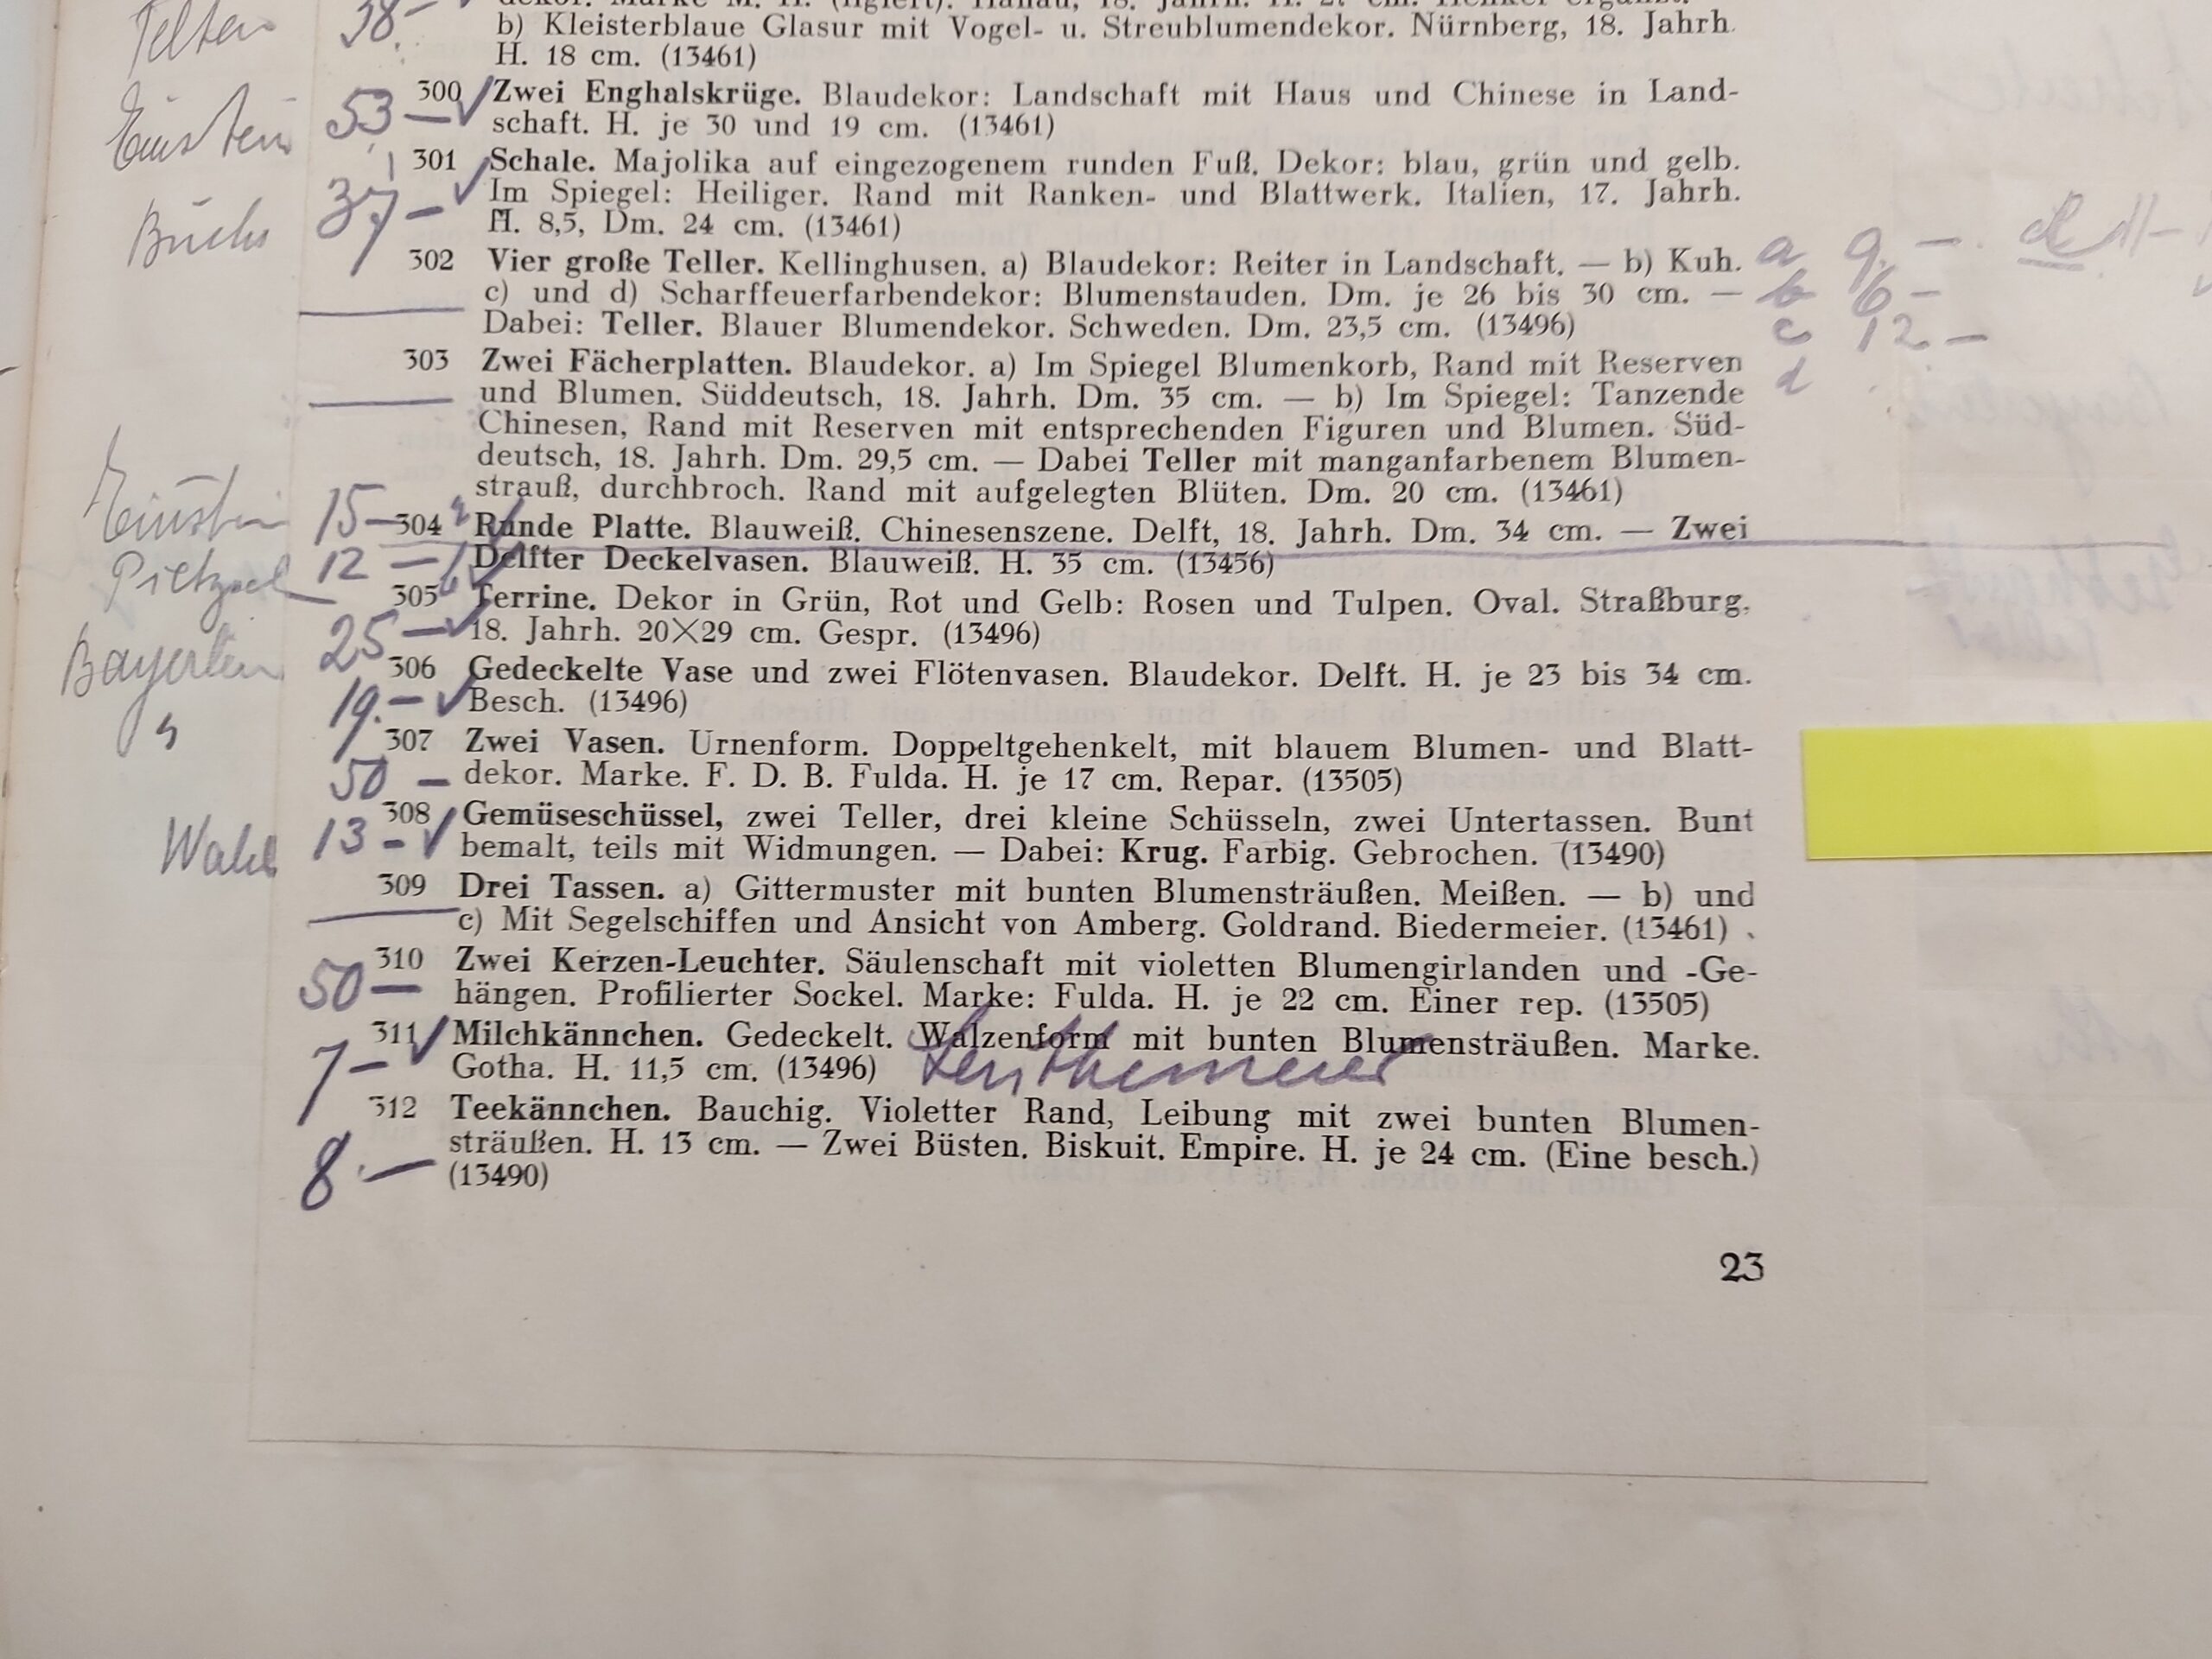 b) Kleisterblaue Glasur mit Vogel- u. Streublumendekor. Nürnberg, 18. Jahrh.
38.-
H. 18 cm. (13461)
300 Zwei Enghalskrüge. Blaudekor: Landschaft mit Haus und Chinese in Land-
Einstein 53 —
schaft. H. je 30 und 19 cm. (13461)
301 Schale. Majolika auf eingezogenem runden Fuß. Dekor: blau, grün und gelb.
37 —
Im Spiegel: Heiliger. Rand mit Ranken- und Blattwerk. Italien, 17. Jahrh.
H. 8,5, Dm. 24 cm. (13461)
302 Vier große Teller. Kellinghusen. a) Blaudekor: Reiter in Landschaft. — b) Kuh.
a 9.—
c) und d) Scharffeuerfarbendekor: Blumenstauden. Dm. je 26 bis 30 cm. —
b
Dabei: Teller. Blauer Blumendekor. Schweden. Dm. 23,5 cm. (13496)
c 12 —
303 Zwei Fächerplatten. Blaudekor. a) Im Spiegel Blumenkorb, Rand mit Reserven
d
und Blumen. Süddeutsch, 18. Jahrh. Dm. 35 cm. — b) Im Spiegel: Tanzende
Chinesen, Rand mit Reserven mit entsprechenden Figuren und Blumen. Süd-
deutsch, 18. Jahrh. Dm. 29,5 cm. — Dabei Teller mit manganfarbenem Blumen-
strauß, durchbroch. Rand mit aufgelegten Blüten. Dm. 20 cm. (13461)
Einstein 15 —
304 Runde Platte. Blauweiß. Chinesenszene. Delft, 18. Jahrh. Dm. 34 cm. — Zwei
12 —
Delfter Deckelvasen. Blauweiß. H. 35 cm. (13456)
305 Terrine. Dekor in Grün, Rot und Gelb: Rosen und Tulpen. Oval. Straßburg.
25 —
18. Jahrh. 20×29 cm. Gespr. (13496)
306 Gedeckelte Vase und zwei Flötenvasen. Blaudekor. Delft. H. je 23 bis 34 cm.
19.—
Besch. (13496)
307 Zwei Vasen. Urnenform. Doppeltgehenkelt, mit blauem Blumen- und Blatt-
50 —
dekor. Marke. F. D. B. Fulda. H. je 17 cm. Repar. (13505)
308 Gemüseschüssel, zwei Teller, drei kleine Schüsseln, zwei Untertassen. Bunt
13 —
bemalt, teils mit Widmungen. — Dabei: Krug. Farbig. Gebrochen. (13490)
309 Drei Tassen. a) Gittermuster mit bunten Blumensträußen. Meißen. — b) und
c) Mit Segelschiffen und Ansicht von Amberg. Goldrand. Biedermeier. (13461)
310 Zwei Kerzen-Leuchter. Säulenschaft mit violetten Blumengirlanden und -Ge-
50 —
hängen. Profilierter Sockel. Marke: Fulda. H. je 22 cm. Einer rep. (13505)
311 Milchkännchen. Gedeckelt. Walzenform mit bunten Blumensträußen. Marke.
7 —
Gotha. H. 11,5 cm. (13496)
312 Teekännchen. Bauchig. Violetter Rand, Leibung mit zwei bunten Blumen-
8.—
sträußen. H. 13 cm. — Zwei Büsten. Biskuit. Empire. H. je 24 cm. (Eine besch.)
(13490)
23